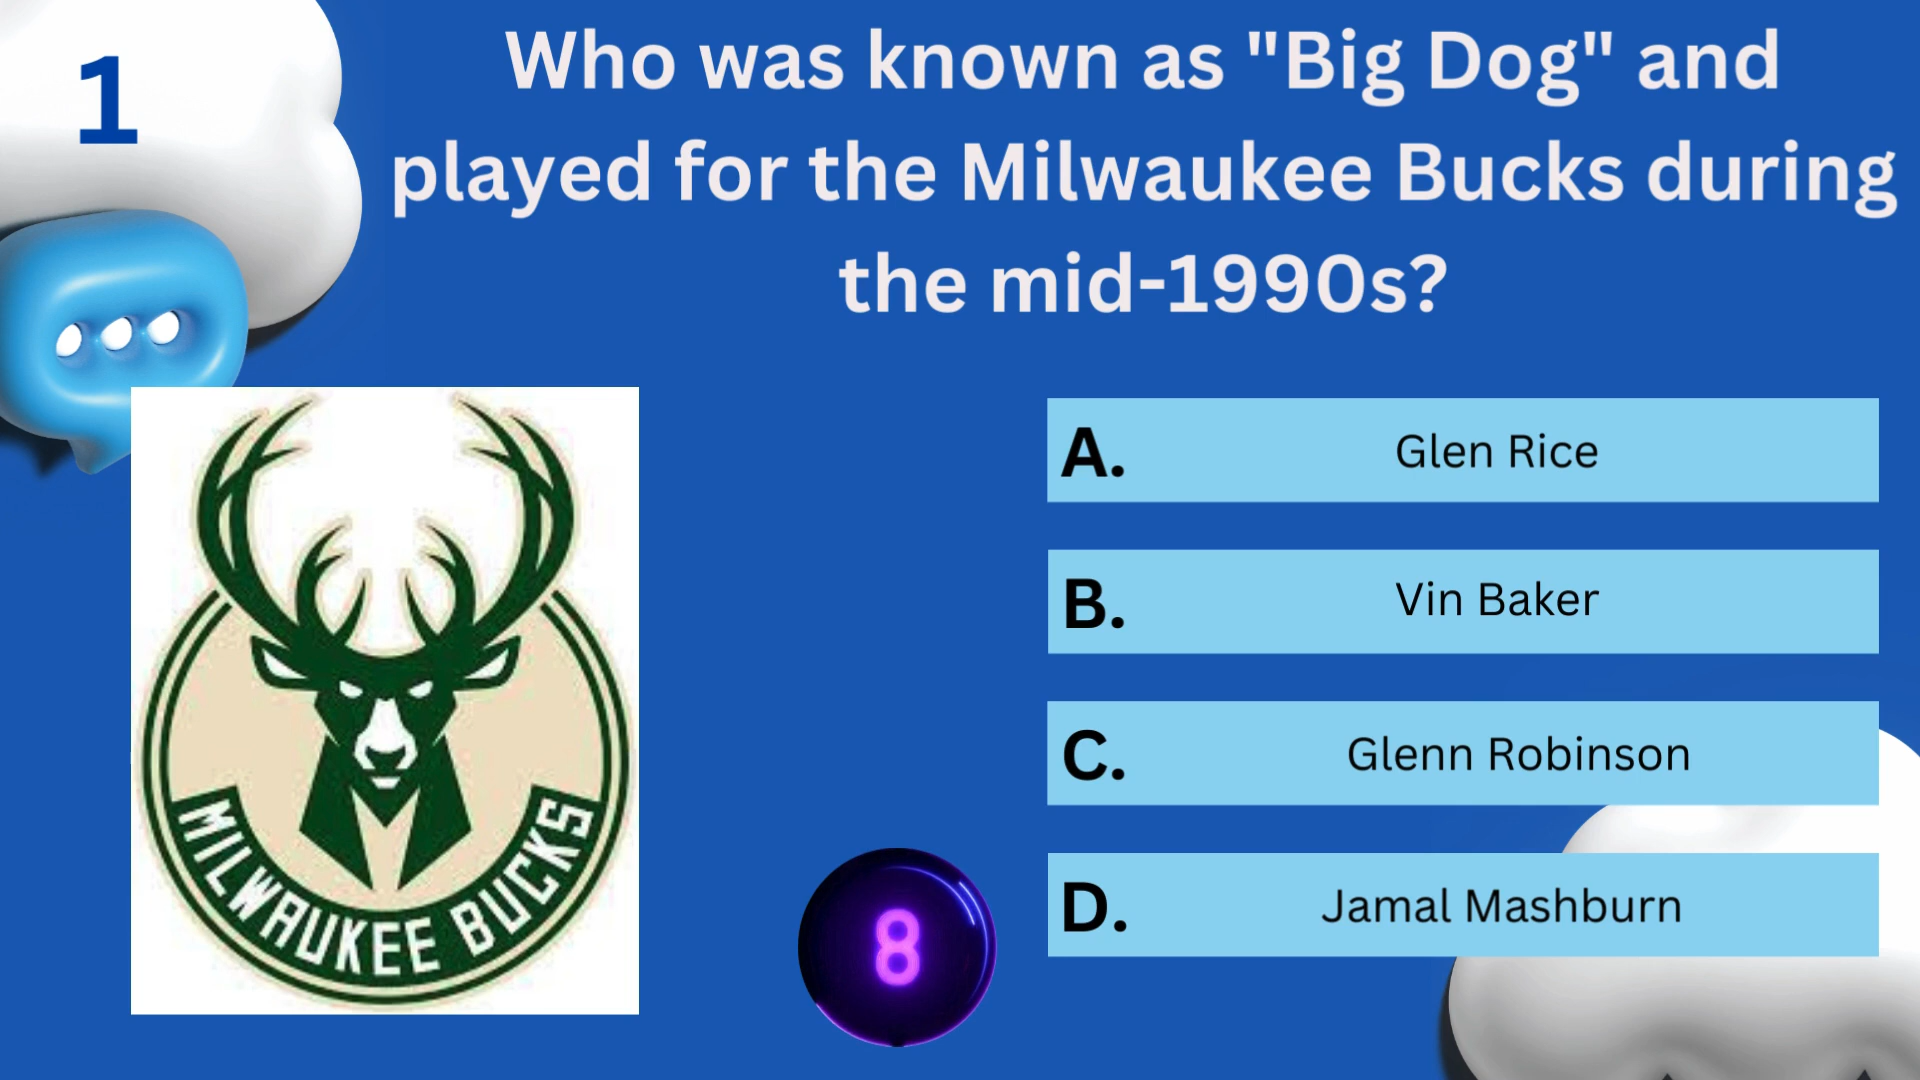 1
Who was known as "Big Dog" and
played for the Milwaukee Bucks during
the mid-1990s?
A. Glen Rice
B. Vin Baker
C. Glenn Robinson
D. Jamal Mashburn
MILWAUKEE BUCKS
8